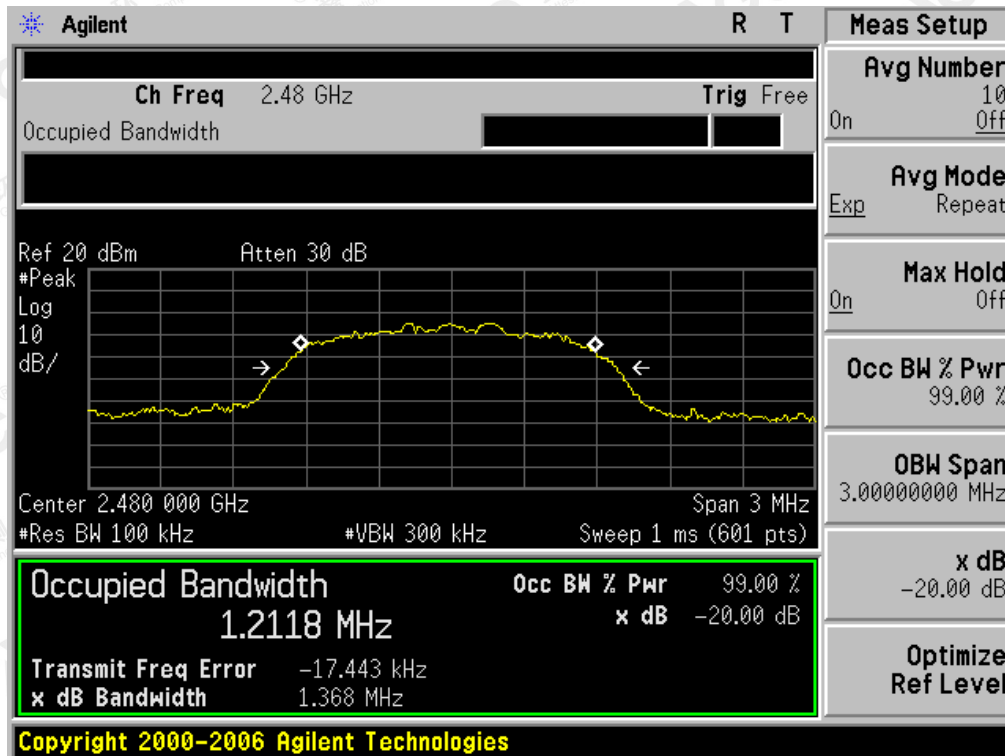 Agilent R T
Ch Freq 2.48 GHz Trig Free
Occupied Bandwidth
Ref 20 dBm Atten 30 dB
#Peak
Log
10
dB/
Center 2.480 000 GHz Span 3 MHz
#Res BW 100 kHz #VBW 300 kHz Sweep 1 ms (601 pts)
Occupied Bandwidth
1.2118 MHz
Occ BW % Pwr 99.00 %
x dB -20.00 dB
Transmit Freq Error -17.443 kHz
x dB Bandwidth 1.368 MHz
Copyright 2000-2006 Agilent Technologies
Meas Setup
Avg Number
10
On Off
Avg Mode
Exp Repeat
Max Hold
On Off
Occ BW % Pwr
99.00 %
OBW Span
3.00000000 MHz
x dB
-20.00 dB
Optimize
Ref Level